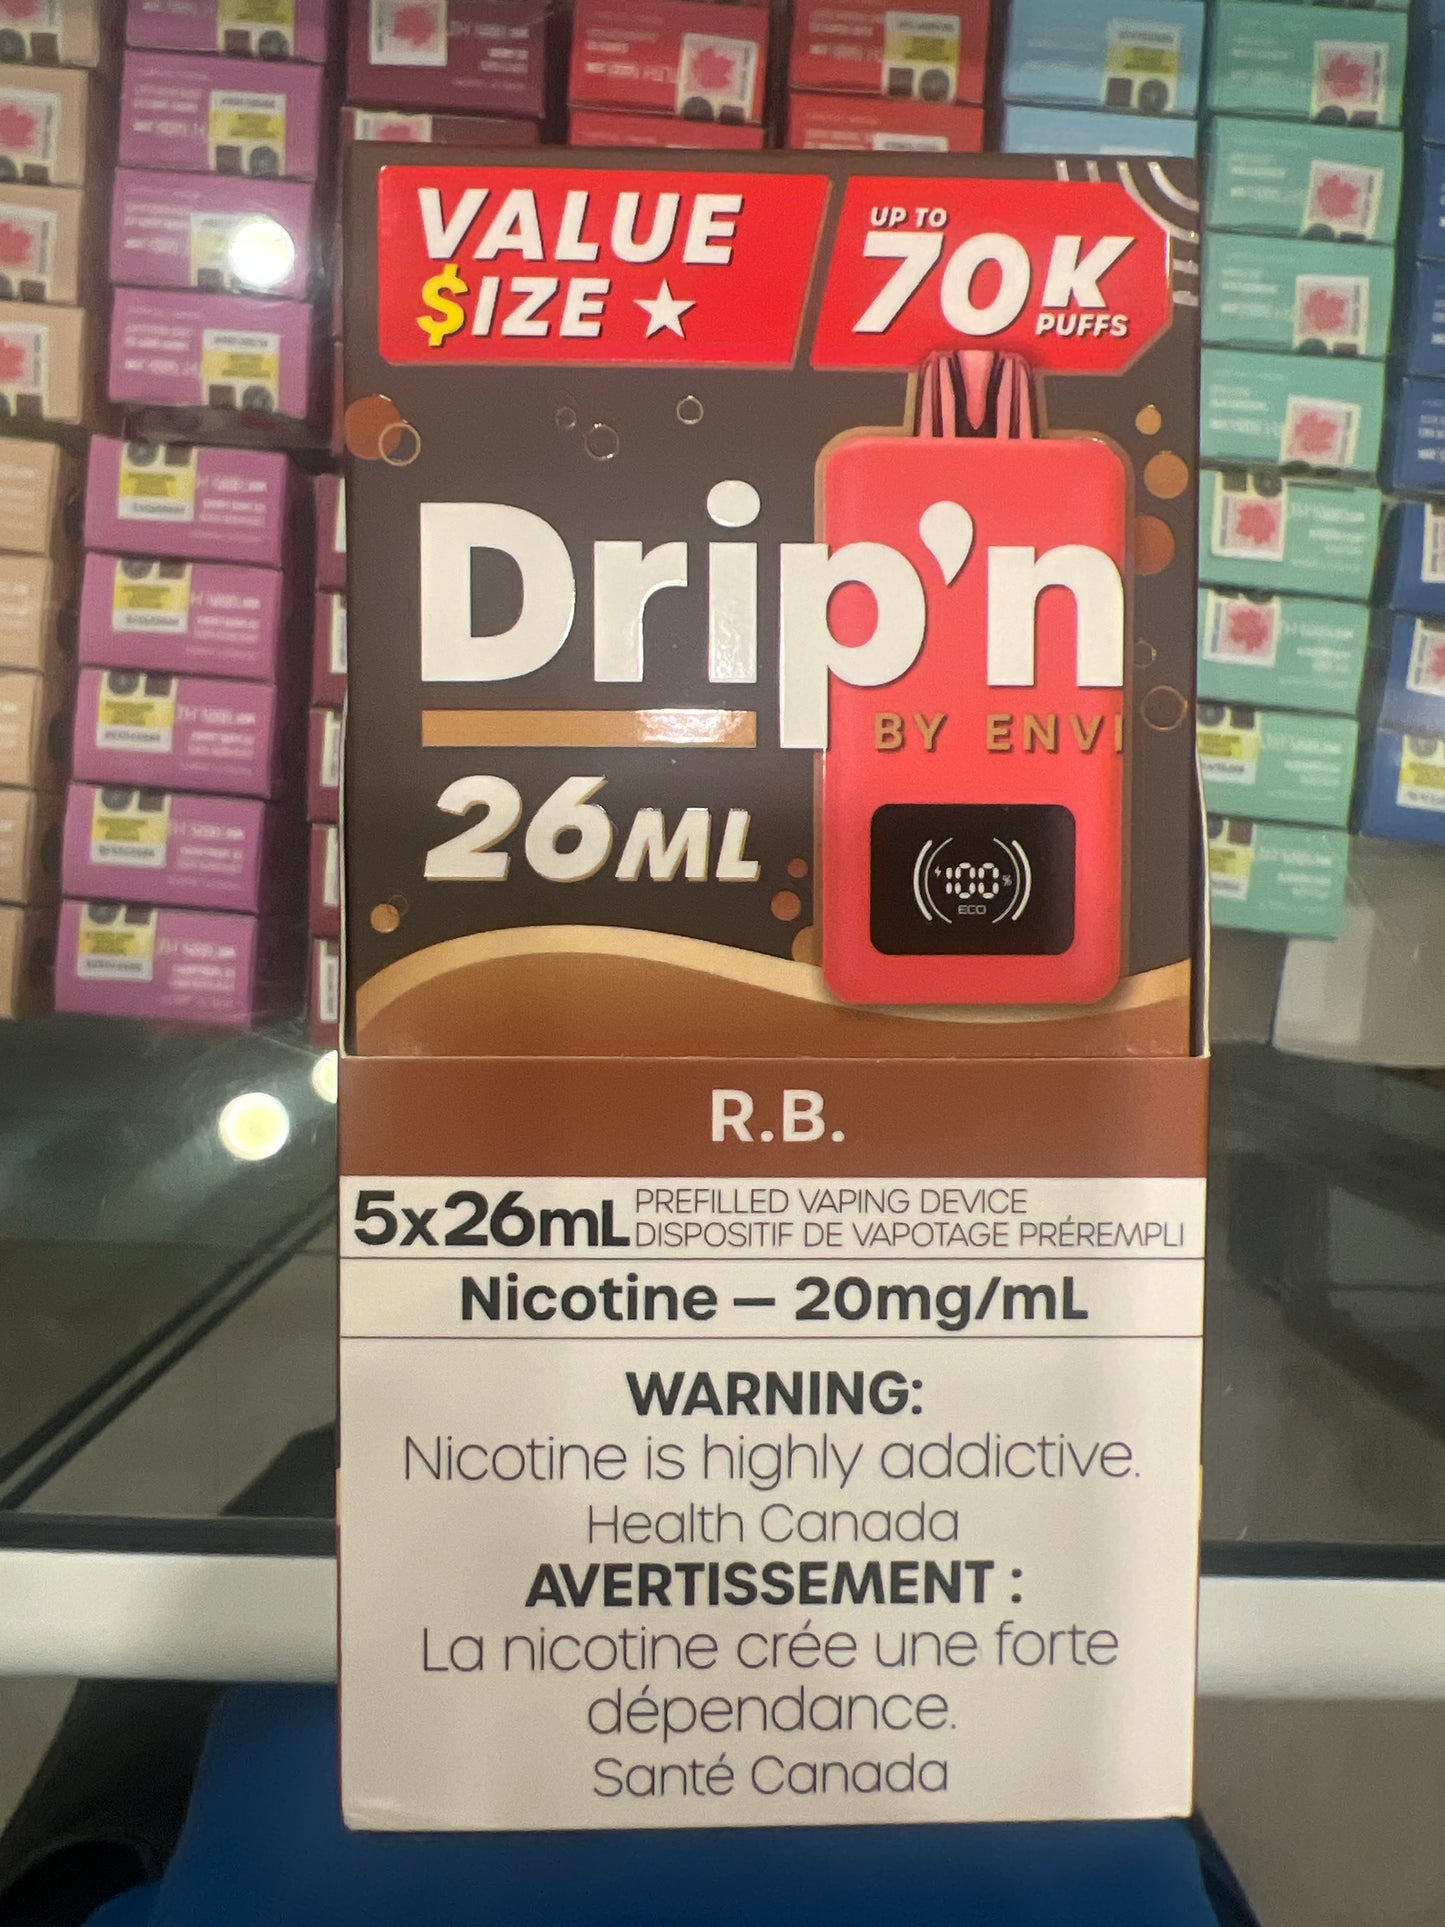 VALUE
$IZE
UP TO
70K
PUFFS
Drip'n
BY ENVI
26ML
100%
ECO
R.B.
5x26mL PREFILLED VAPING DEVICE
DISPOSITIF DE VAPOTAGE PRÉREMPLI
Nicotine – 20mg/mL
WARNING:
Nicotine is highly addictive.
Health Canada
AVERTISSEMENT :
La nicotine crée une forte
dépendance.
Santé Canada